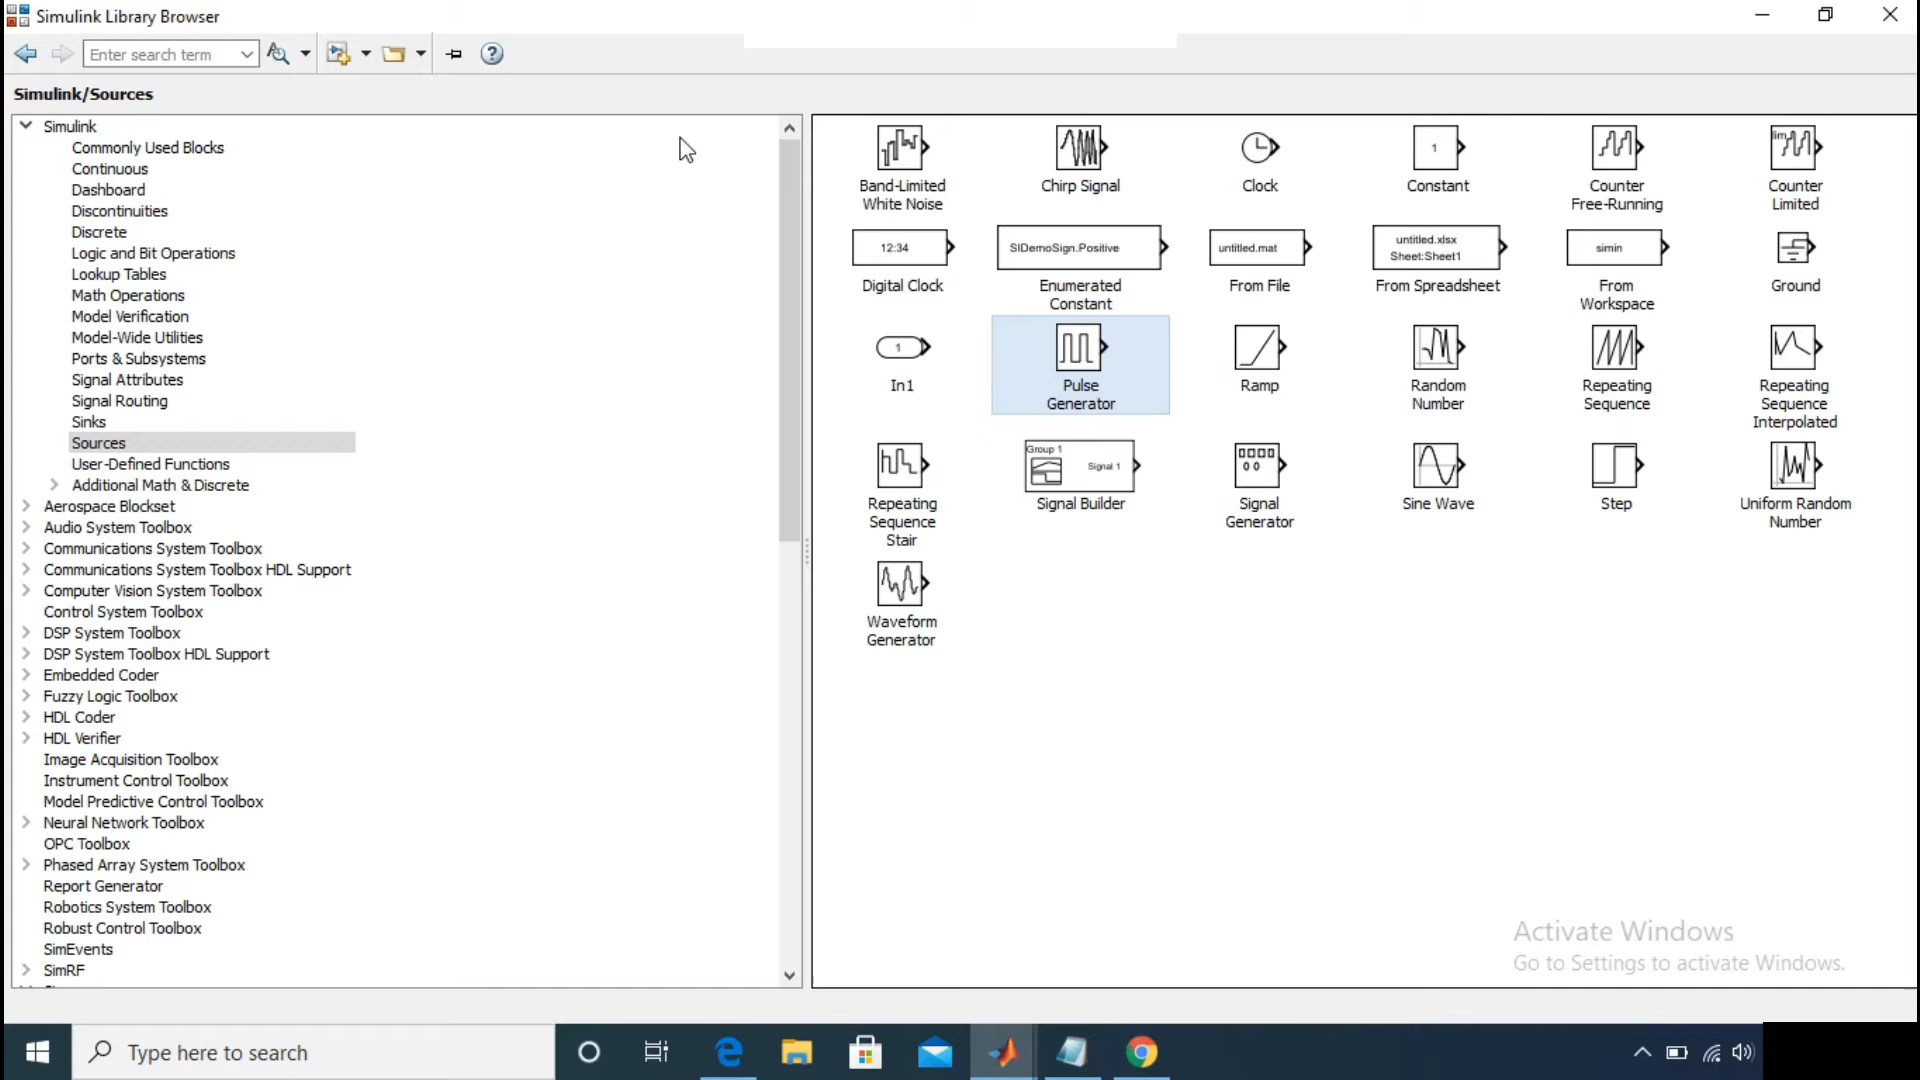 Simulink Library Browser
Enter search term
Simulink/Sources
Simulink
Commonly Used Blocks
Continuous
Dashboard
Discontinuities
Discrete
Logic and Bit Operations
Lookup Tables
Math Operations
Model Verification
Model-Wide Utilities
Ports & Subsystems
Signal Attributes
Signal Routing
Sinks
Sources
User-Defined Functions
Additional Math & Discrete
Aerospace Blockset
Audio System Toolbox
Communications System Toolbox
Communications System Toolbox HDL Support
Computer Vision System Toolbox
Control System Toolbox
DSP System Toolbox
DSP System Toolbox HDL Support
Embedded Coder
Fuzzy Logic Toolbox
HDL Coder
HDL Verifier
Image Acquisition Toolbox
Instrument Control Toolbox
Model Predictive Control Toolbox
Neural Network Toolbox
OPC Toolbox
Phased Array System Toolbox
Report Generator
Robotics System Toolbox
Robust Control Toolbox
SimEvents
SimRF
Band-Limited
White Noise
Chirp Signal
Clock
1
Constant
Counter
Free-Running
lim
Counter
Limited
12:34
Digital Clock
SlDemoSign.Positive
Enumerated
Constant
untitled.mat
From File
untitled.xlsx
Sheet:Sheet1
From Spreadsheet
simin
From
Workspace
Ground
1
In1
Pulse
Generator
Ramp
Random
Number
Repeating
Sequence
Repeating
Sequence
Interpolated
Repeating
Sequence
Stair
Group 1
Signal 1
Signal Builder
Signal
Generator
Sine Wave
Step
Uniform Random
Number
Waveform
Generator
Activate Windows
Go to Settings to activate Windows.
Type here to search